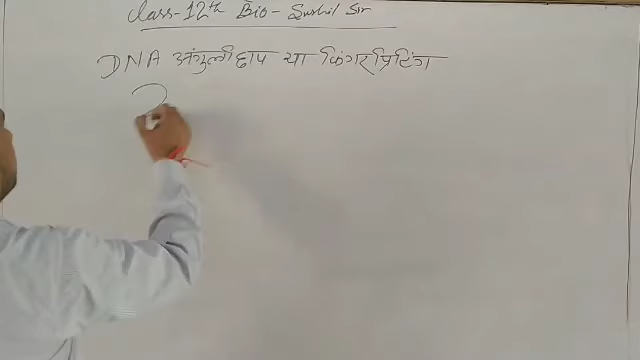 Class-12th Bio- Sushil Sir
DNA अंगुली छाप या फिंगरप्रिटिंग